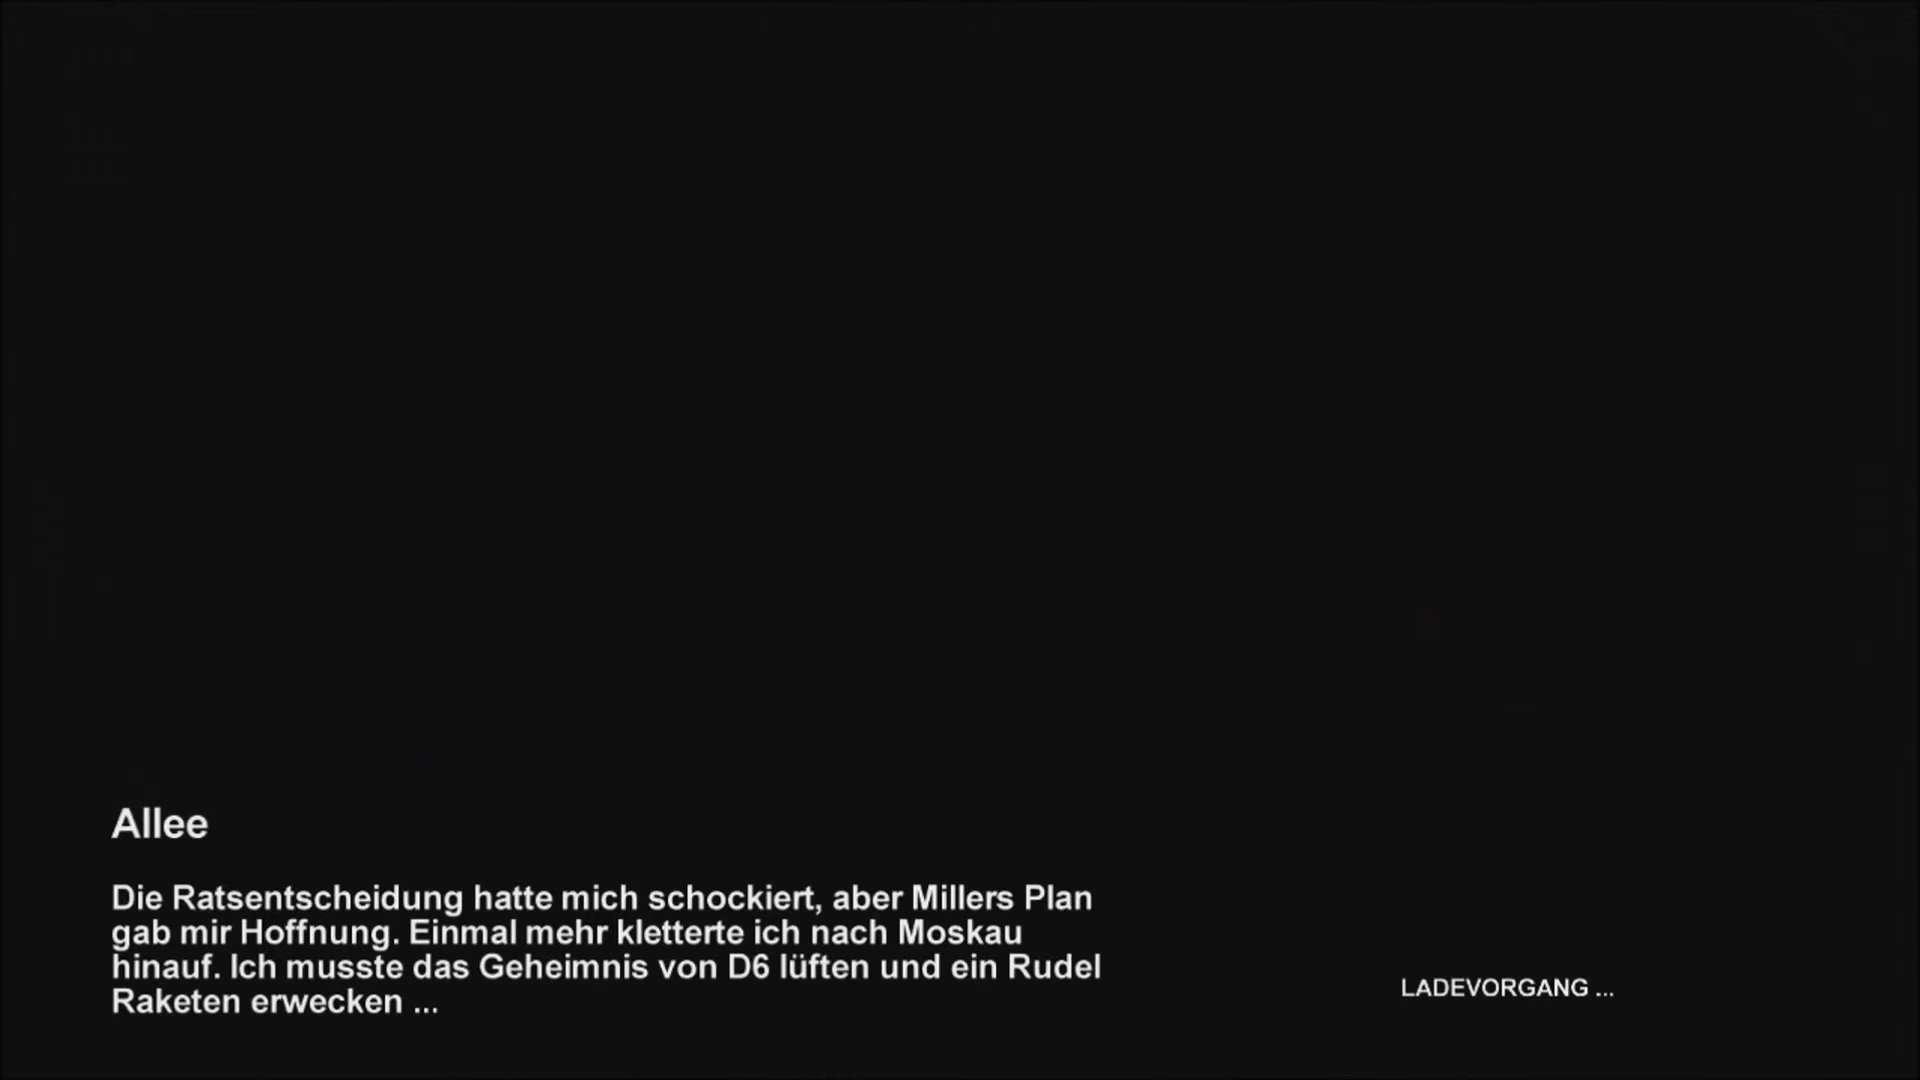 Allee
Die Ratsentscheidung hatte mich schockiert, aber Millers Plan
gab mir Hoffnung. Einmal mehr kletterte ich nach Moskau
hinauf. Ich musste das Geheimnis von D6 lüften und ein Rudel
Raketen erwecken ...
LADEVORGANG ...